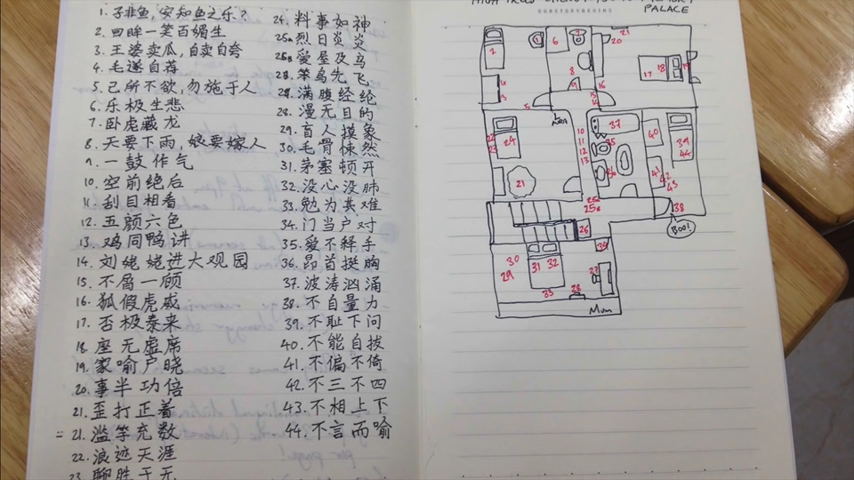 1. 子非鱼，安知鱼之乐？
2. 回眸一笑百媚生
3. 王婆卖瓜，自卖自夸
4. 毛遂自荐
5. 己所不欲，勿施于人
6. 乐极生悲
7. 卧虎藏龙
8. 天要下雨，娘要嫁人
9. 一鼓作气
10. 空前绝后
11. 刮目相看
12. 五颜六色
13. 鸡同鸭讲
14. 刘姥姥进大观园
15. 不屑一顾
16. 狐假虎威
17. 否极泰来
18. 座无虚席
19. 家喻户晓
20. 事半功倍
21. 歪打正着
=21. 滥竽充数
22. 浪迹天涯
23. 聊胜于无
24. 料事如神
25a 烈日炎炎
25B 爱屋及乌
26. 笨鸟先飞
27. 满腹经纶
28. 漫无目的
29. 盲人摸象
30. 毛骨悚然
31. 茅塞顿开
32. 没心没肺
33. 勉为其难
34. 门当户对
35. 爱不释手
36. 昂首挺胸
37. 波涛汹涌
38. 不自量力
39. 不耻下问
40. 不能自拔
41. 不偏不倚
42. 不三不四
43. 不相上下
44. 不言而喻
MEMORY
PALACE
Mum
Boo!
Mum